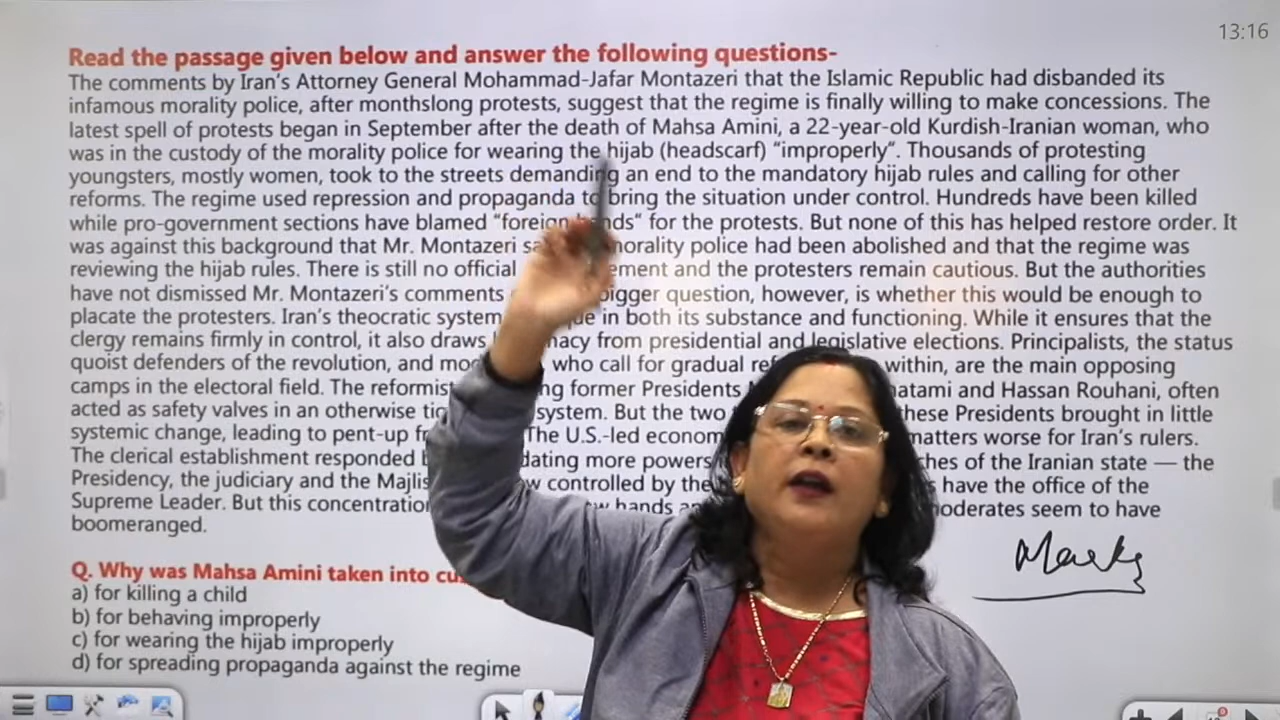 13:16
Read the passage given below and answer the following questions-
The comments by Iran's Attorney General Mohammad-Jafar Montazeri that the Islamic Republic had disbanded its
infamous morality police, after monthslong protests, suggest that the regime is finally willing to make concessions. The
latest spell of protests began in September after the death of Mahsa Amini, a 22-year-old Kurdish-Iranian woman, who
was in the custody of the morality police for wearing the hijab (headscarf) "improperly". Thousands of protesting
youngsters, mostly women, took to the streets demanding an end to the mandatory hijab rules and calling for other
reforms. The regime used repression and propaganda to bring the situation under control. Hundreds have been killed
while pro-government sections have blamed "foreign hands" for the protests. But none of this has helped restore order. It
was against this background that Mr. Montazeri morality police had been abolished and that the regime was
reviewing the hijab rules. There is still no official and the protesters remain cautious. But the authorities
have not dismissed Mr. Montazeri's comments bigger question, however, is whether this would be enough to
placate the protesters. Iran's theocratic system in both its substance and functioning. While it ensures that the
clergy remains firmly in control, it also draws from presidential and legislative elections. Principalists, the status
quoist defenders of the revolution, and who call for gradual within, are the main opposing
camps in the electoral field. The former Presidents and Hassan Rouhani, often
acted as safety valves in an otherwise system. But the two these Presidents brought in little
systemic change, leading to pent-up The U.S.-led matters worse for Iran's rulers.
The clerical establishment responded more powers of the Iranian state — the
Presidency, the judiciary and the controlled by the have the office of the
Supreme Leader. But this hands moderates seem to have
boomeranged.
Marks
Q. Why was Mahsa Amini taken into
a) for killing a child
b) for behaving improperly
c) for wearing the hijab improperly
d) for spreading propaganda against the regime